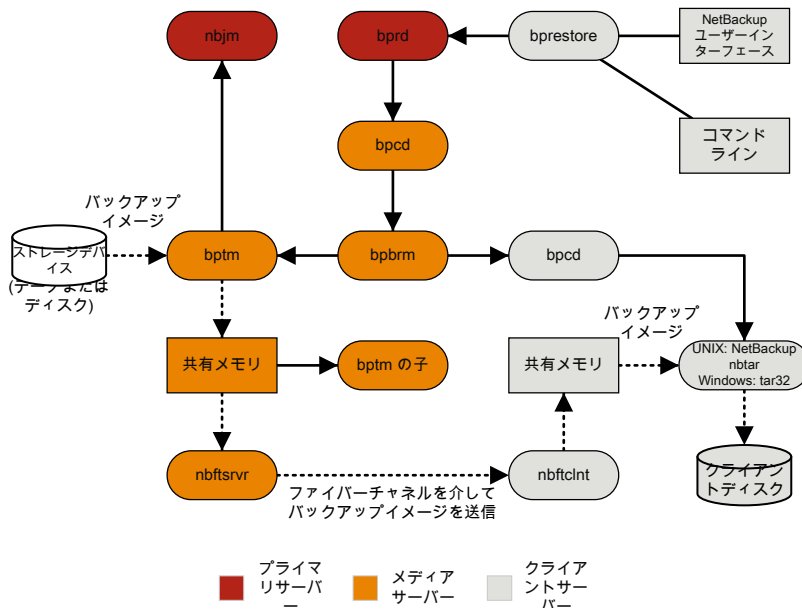 nbjm
bprd
bprestore
NetBackup
ユーザーイン
ターフェース
bpcd
コマンド
ライン
バックアップ
イメージ
ストレージデバ
イス
(テープまたは
ディスク)
bptm
bpbrm
bpcd
バックアップ
イメージ
共有メモリ
bptm の子
共有メモリ
UNIX: NetBackup
nbtar
Windows: tar32
nbftsrvr
ファイバーチャネルを介して
バックアップイメージを送信
nbftclnt
クライアン
トディスク
プライマ
リサーバ
ー
メディア
サーバー
クライア
ントサー
バー